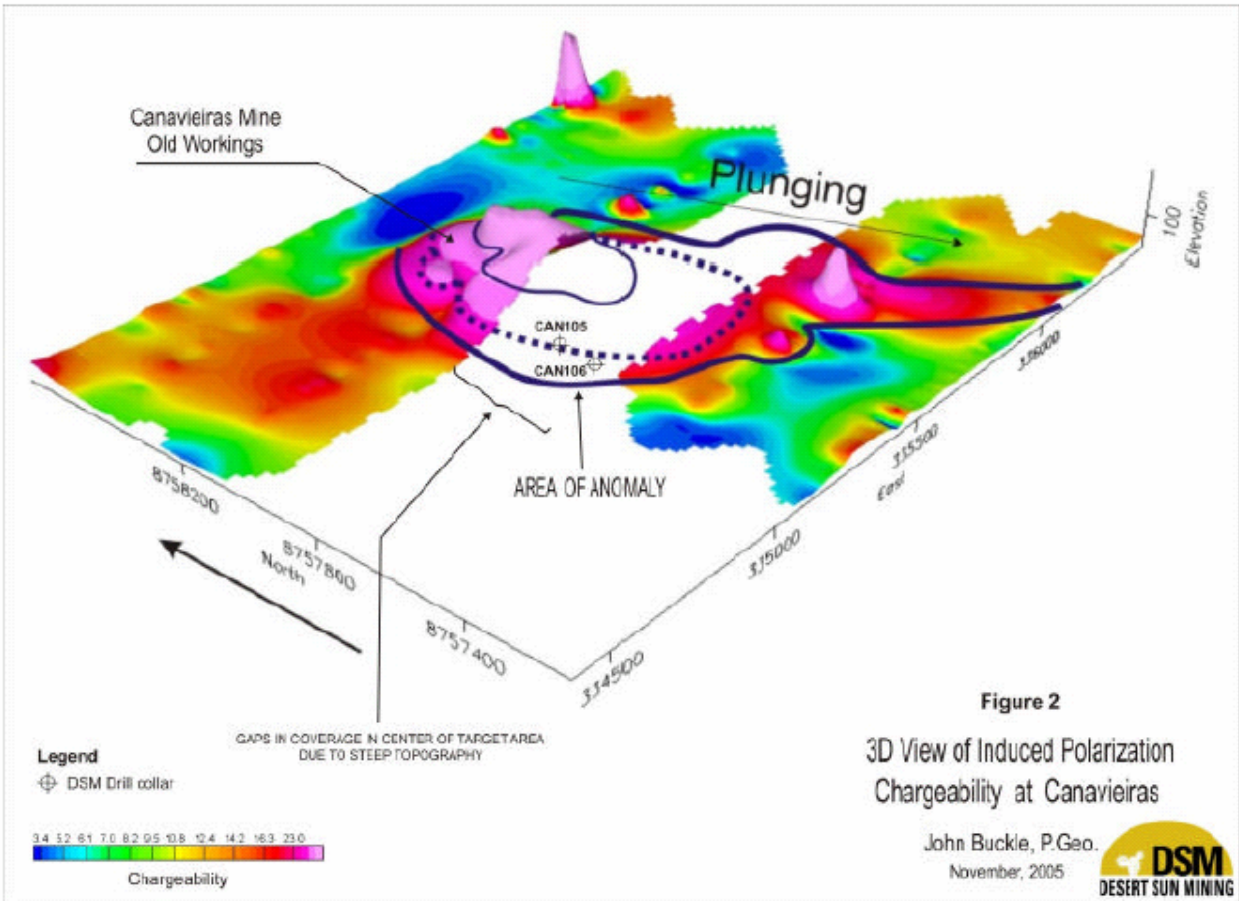 Canavieiras Mine
Old Workings
Plunging
100
Elevation
CAN105
CAN106
AREA OF ANOMALY
336000
335500
East
335000
334500
8758200
8757800
8757400
North
GAPS IN COVERAGE IN CENTER OF TARGET AREA
DUE TO STEEP TOPOGRAPHY
Legend
DSM Drill collar
3.4 5.2 6.1 7.0 8.2 9.5 10.8 12.4 14.2 16.3 23.0
Chargeability
Figure 2
3D View of Induced Polarization
Chargeability at Canavieiras
John Buckle, P.Geo.
November, 2005
DSM
DESERT SUN MINING